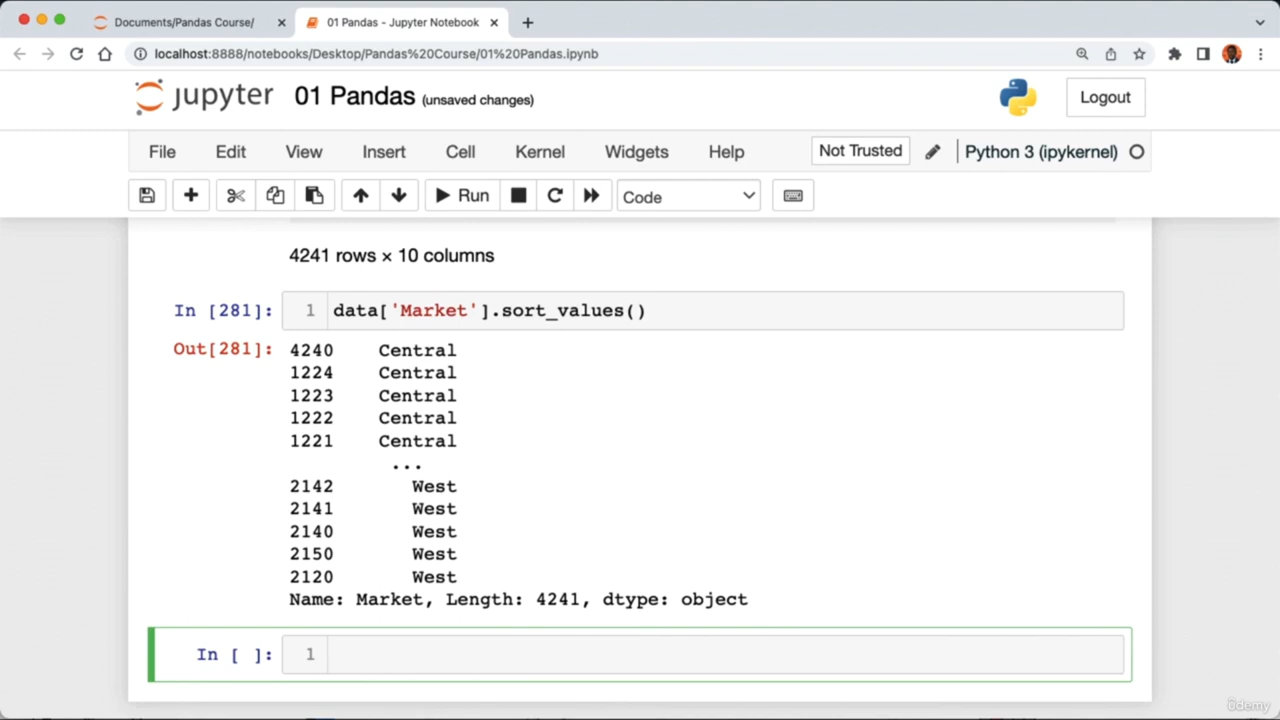 Documents/Pandas Course/
01 Pandas - Jupyter Notebook
localhost:8888/notebooks/Desktop/Pandas%20Course/01%20Pandas.ipynb
jupyter 01 Pandas (unsaved changes)
Logout
File Edit View Insert Cell Kernel Widgets Help Not Trusted Python 3 (ipykernel)
Run Code
4241 rows × 10 columns
In [281]: 1 data['Market'].sort_values()
Out[281]: 4240 Central
1224 Central
1223 Central
1222 Central
1221 Central
...
2142 West
2141 West
2140 West
2150 West
2120 West
Name: Market, Length: 4241, dtype: object
In [ ]: 1
ûdemy